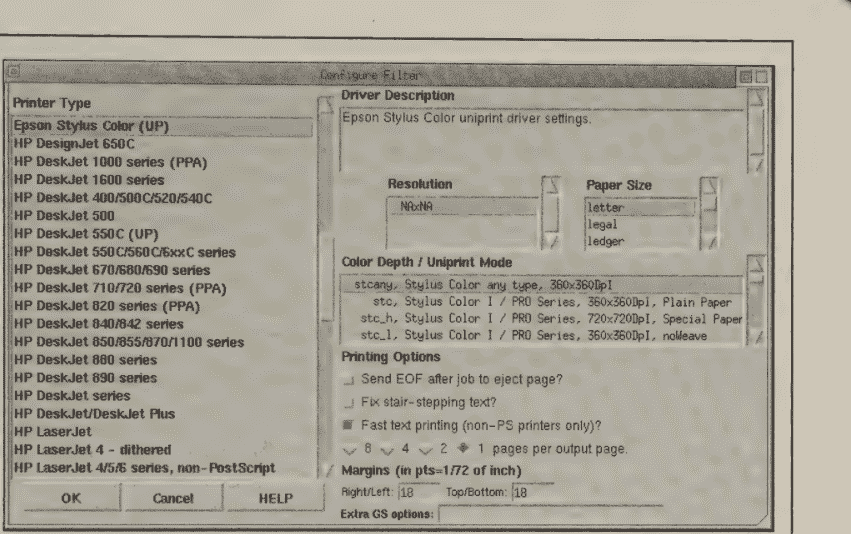 Configure Filter
Printer Type
Epson Stylus Color (UP)
HP DesignJet 650C
HP DeskJet 1000 series (PPA)
HP DeskJet 1600 series
HP DeskJet 400/500C/520/540C
HP DeskJet 500
HP DeskJet 550C (UP)
HP DeskJet 550C/560C/6xxC series
HP DeskJet 670/680/690 series
HP DeskJet 710/720 series (PPA)
HP DeskJet 820 series (PPA)
HP DeskJet 840/842 series
HP DeskJet 850/855/870/1100 series
HP DeskJet 880 series
HP DeskJet 890 series
HP DeskJet series
HP DeskJet/DeskJet Plus
HP LaserJet
HP LaserJet 4 - dithered
HP LaserJet 4/5/6 series, non-PostScript
OK Cancel HELP
Driver Description
Epson Stylus Color uniprint driver settings.
Resolution
NAxNA
Paper Size
letter
legal
ledger
Color Depth / Uniprint Mode
stcany, Stylus Color any type, 360x360DpI
stc, Stylus Color I / PRO Series, 360x360DpI, Plain Paper
stc_h, Stylus Color I / PRO Series, 720x720DpI, Special Paper
stc_l, Stylus Color I / PRO Series, 360x360DpI, noWeave
Printing Options
Send EOF after job to eject page?
Fix stair-stepping text?
Fast text printing (non-PS printers only)?
8 4 2 1 pages per output page.
Margins (in pts=1/72 of inch)
Right/Left: 18 Top/Bottom: 18
Extra GS options: